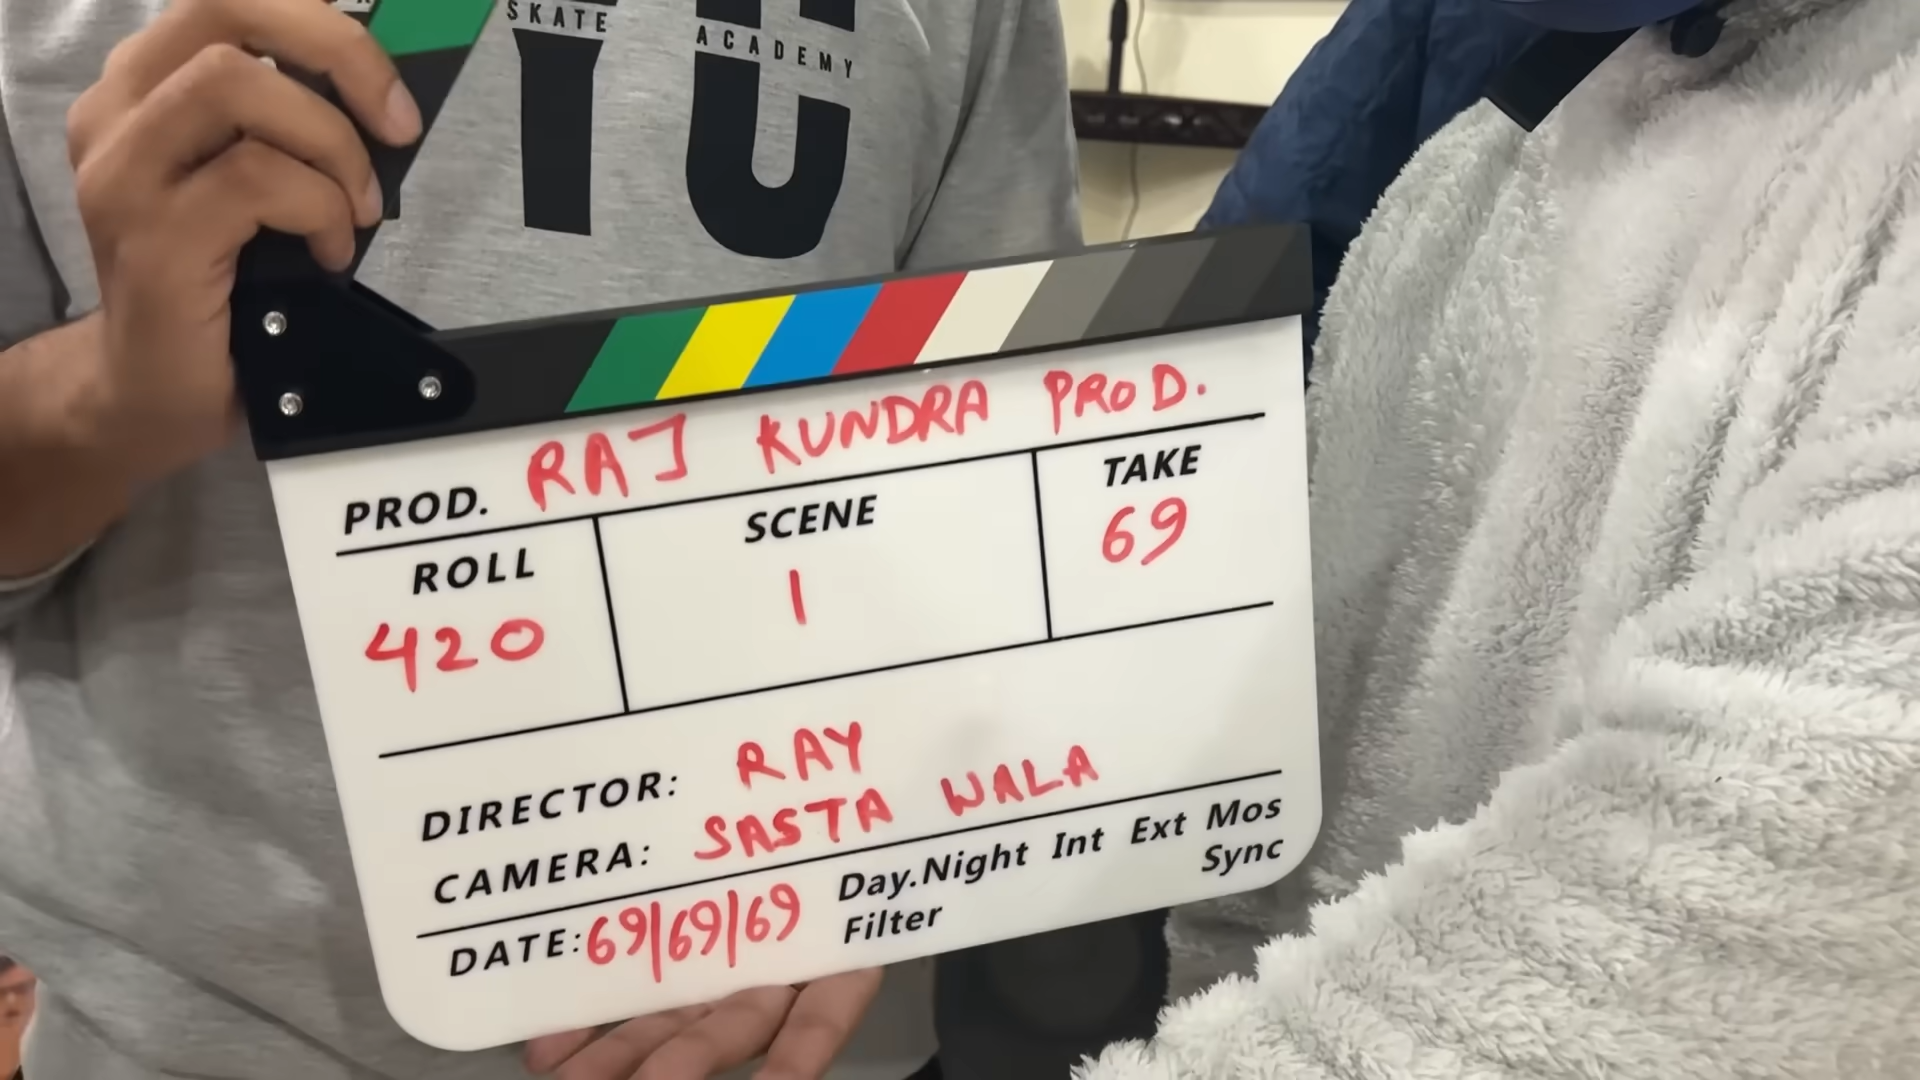 SKATE ACADEMY
PROD. RAJ KUNDRA PROD.
ROLL SCENE TAKE
420 1 69
DIRECTOR: RAY
CAMERA: SASTA WALA
DATE: 69/69/69 Day.Night Int Ext Mos
Filter Sync